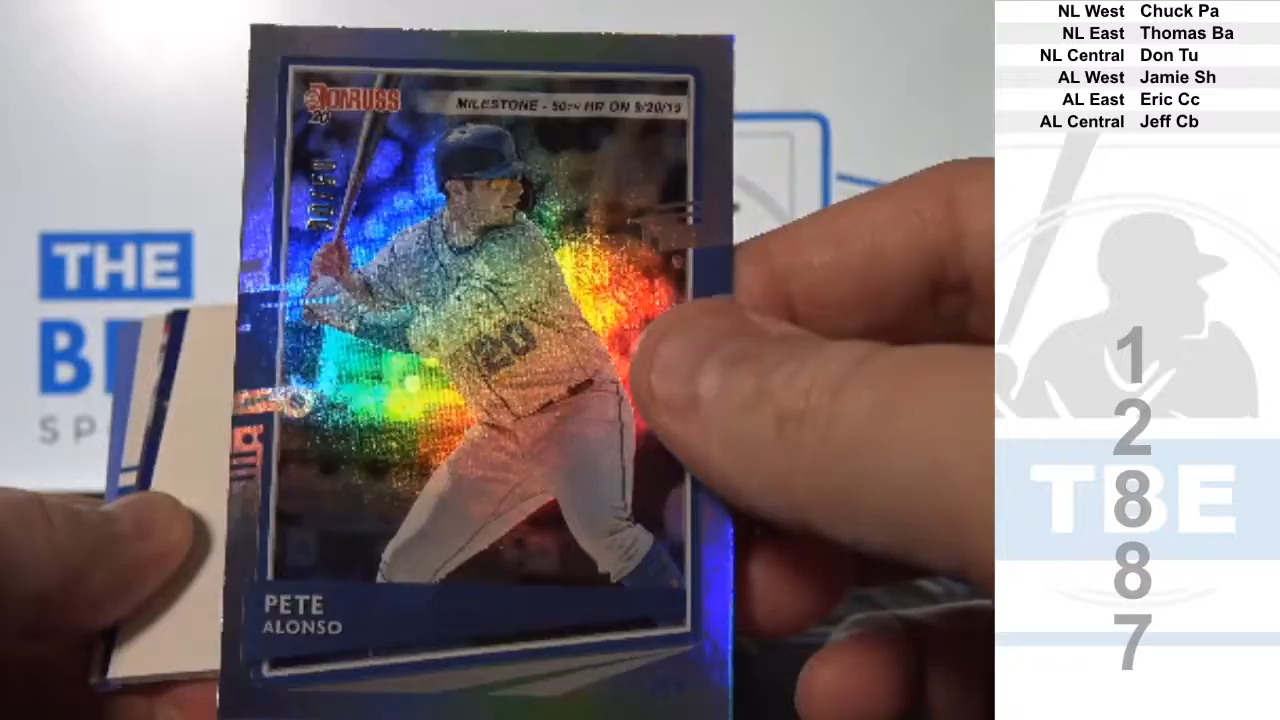 NL West Chuck Pa
NL East Thomas Ba
NL Central Don Tu
AL West Jamie Sh
AL East Eric Cc
AL Central Jeff Cb
DONRUSS
20
MILESTONE - 50TH HR ON 9/20/19
20
PETE
ALONSO
THE
TBE
1
2
8
8
7